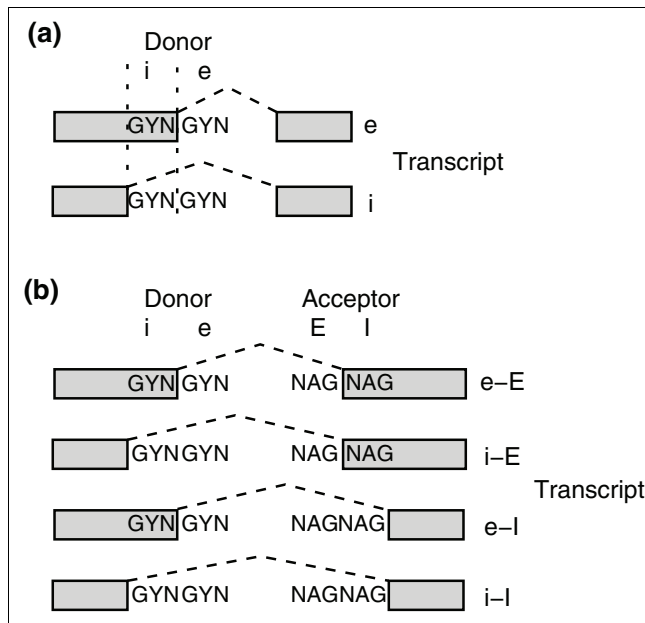 (a)
Donor
i e
GYN GYN e
Transcript
GYN GYN i
(b)
Donor Acceptor
i e E I
GYN GYN NAG NAG e–E
GYN GYN NAG NAG i–E
Transcript
GYN GYN NAG NAG e–I
GYN GYN NAG NAG i–I